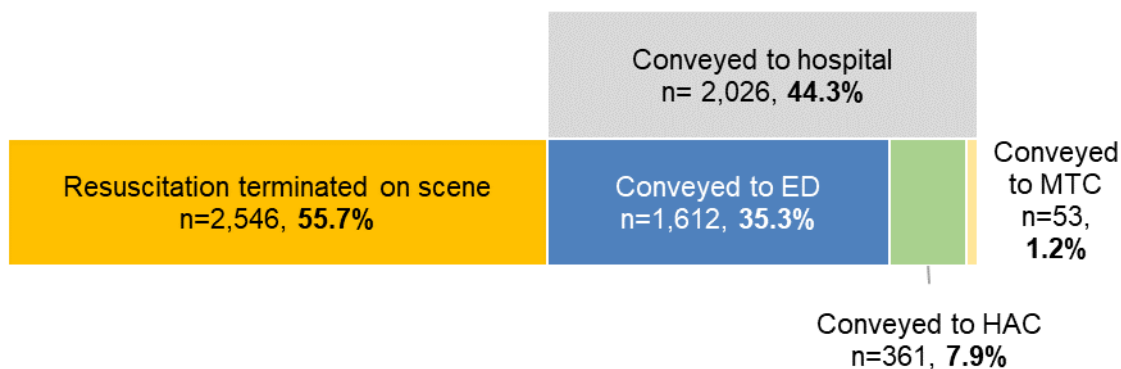 Conveyed to hospital
n= 2,026, 44.3%
Resuscitation terminated on scene
n=2,546, 55.7%
Conveyed to ED
n=1,612, 35.3%
Conveyed
to MTC
n=53,
1.2%
Conveyed to HAC
n=361, 7.9%